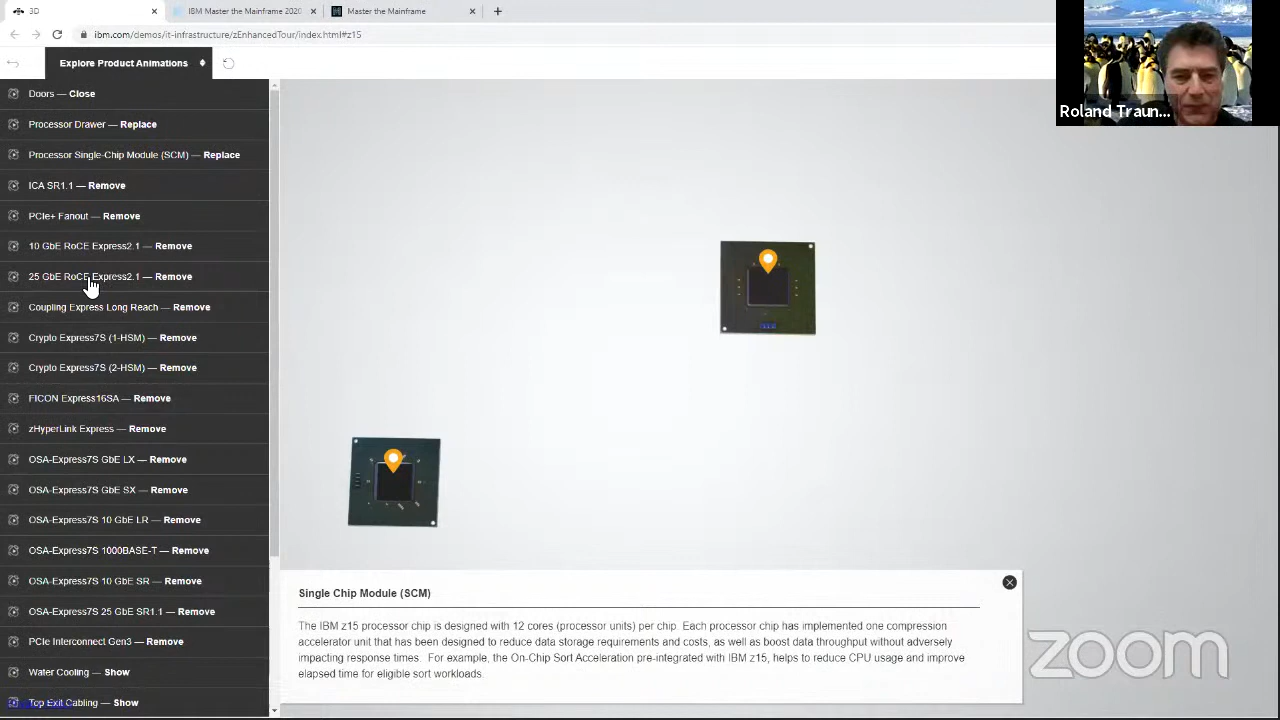 3D
IBM Master the Mainframe 2020
Master the Mainframe
ibm.com/demos/it-infrastructure/zEnhancedTour/index.html#z15
Explore Product Animations
Roland Traun...
Doors — Close
Processor Drawer — Replace
Processor Single-Chip Module (SCM) — Replace
ICA SR1.1 — Remove
PCIe+ Fanout — Remove
10 GbE RoCE Express2.1 — Remove
25 GbE RoCE Express2.1 — Remove
Coupling Express Long Reach — Remove
Crypto Express7S (1-HSM) — Remove
Crypto Express7S (2-HSM) — Remove
FICON Express16SA — Remove
zHyperLink Express — Remove
OSA-Express7S GbE LX — Remove
OSA-Express7S GbE SX — Remove
OSA-Express7S 10 GbE LR — Remove
OSA-Express7S 1000BASE-T — Remove
OSA-Express7S 10 GbE SR — Remove
OSA-Express7S 25 GbE SR1.1 — Remove
PCIe Interconnect Gen3 — Remove
Water Cooling — Show
Top Exit Cabling — Show
Single Chip Module (SCM)
The IBM z15 processor chip is designed with 12 cores (processor units) per chip. Each processor chip has implemented one compression
accelerator unit that has been designed to reduce data storage requirements and costs, as well as boost data throughput without adversely
impacting response times. For example, the On-Chip Sort Acceleration pre-integrated with IBM z15, helps to reduce CPU usage and improve
elapsed time for eligible sort workloads.
zoom